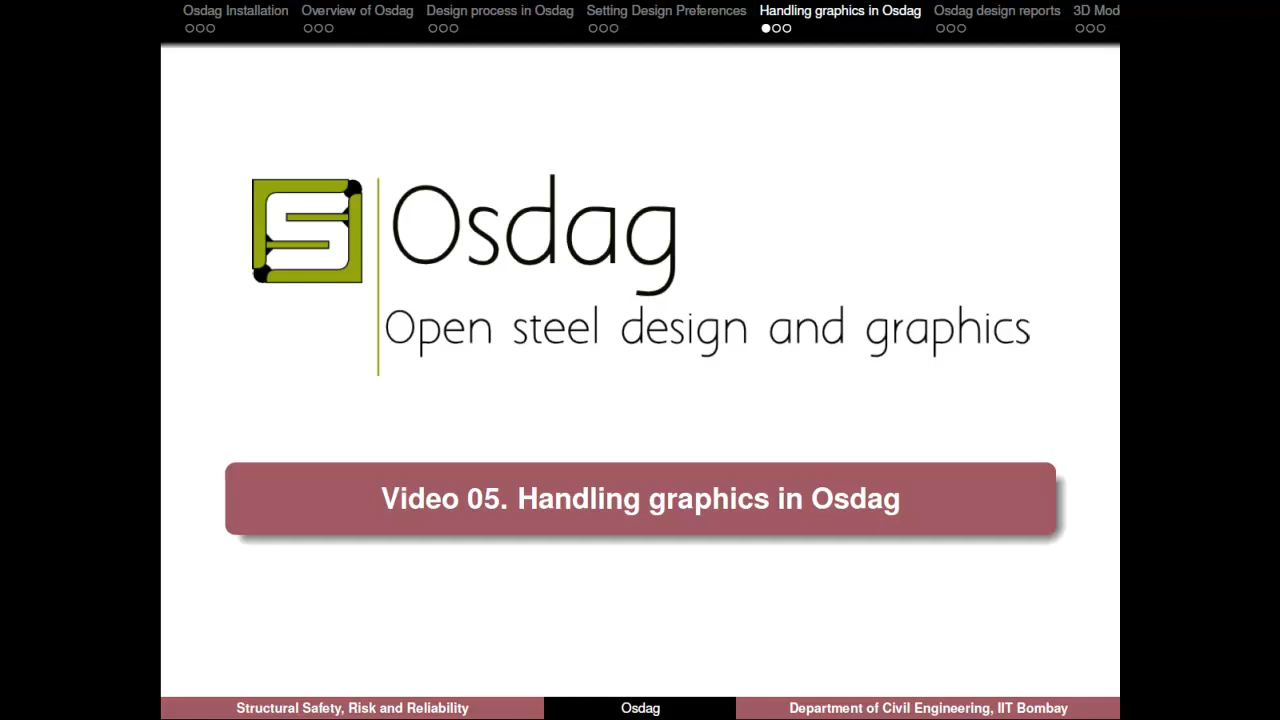 Osdag Installation Overview of Osdag Design process in Osdag Setting Design Preferences Handling graphics in Osdag Osdag design reports 3D Mod
Osdag
Open steel design and graphics
Video 05. Handling graphics in Osdag
Structural Safety, Risk and Reliability Osdag Department of Civil Engineering, IIT Bombay